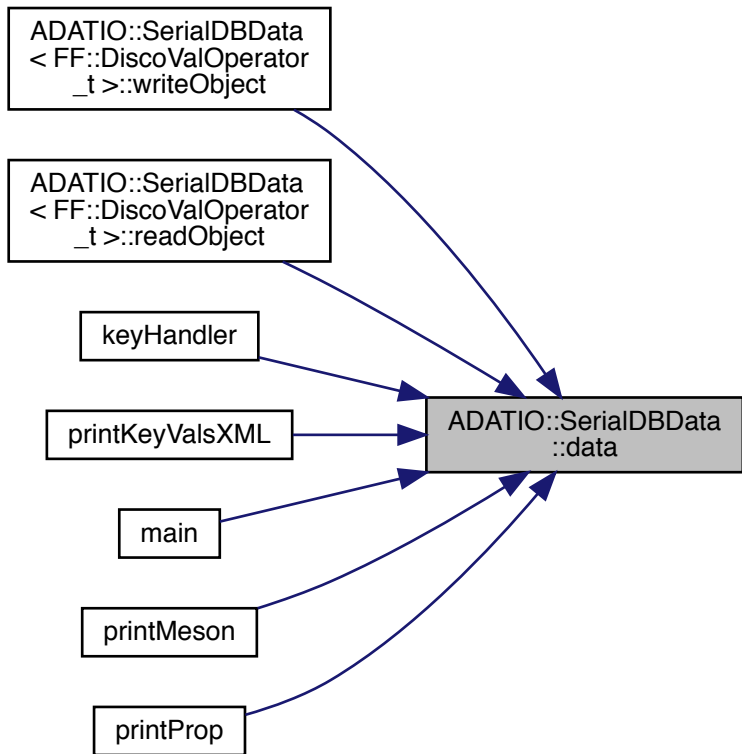 ADATIO::SerialDBData
< FF::DiscoValOperator
_t >::writeObject
ADATIO::SerialDBData
< FF::DiscoValOperator
_t >::readObject
keyHandler
printKeyValsXML
main
printMeson
printProp
ADATIO::SerialDBData
::data